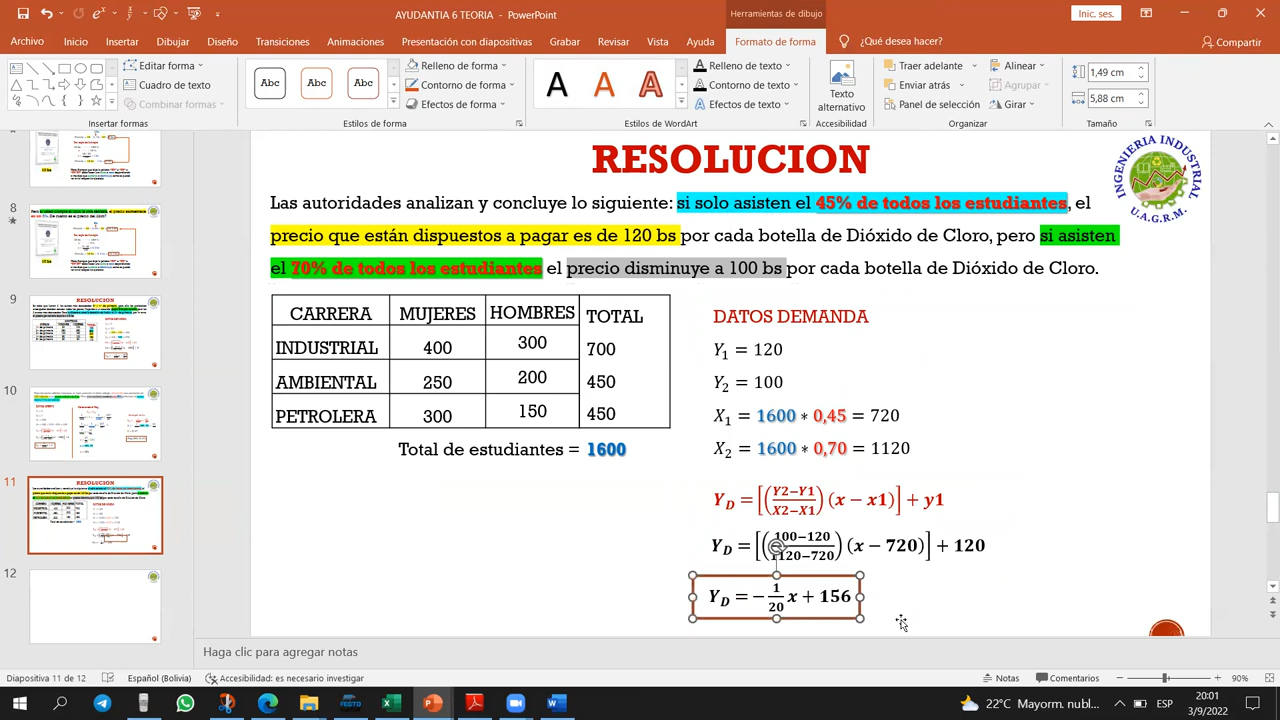 AYUDANTIA 6 TEORIA - PowerPoint
Herramientas de dibujo
Inic. ses.
Archivo Inicio Insertar Dibujar Diseño Transiciones Animaciones Presentación con diapositivas Grabar Revisar Vista Ayuda Formato de forma ¿Qué desea hacer? Compartir
Editar forma
Cuadro de texto
Combinar formas
Insertar formas
Abc Abc Abc
Relleno de forma
Contorno de forma
Efectos de forma
Estilos de forma
A A A
Relleno de texto
Contorno de texto
Efectos de texto
Estilos de WordArt
Texto
alternativo
Accesibilidad
Traer adelante
Enviar atrás
Panel de selección
Alinear
Agrupar
Girar
Organizar
1,49 cm
5,88 cm
Tamaño
8
9
10
11
12
RESOLUCION
INGENIERIA INDUSTRIAL
U.A.G.R.M.
Las autoridades analizan y concluye lo siguiente: si solo asisten el 45% de todos los estudiantes, el
precio que están dispuestos a pagar es de 120 bs por cada botella de Dióxido de Cloro, pero si asisten
el 70% de todos los estudiantes el precio disminuye a 100 bs por cada botella de Dióxido de Cloro.
CARRERA MUJERES HOMBRES TOTAL
INDUSTRIAL 400 300 700
AMBIENTAL 250 200 450
PETROLERA 300 150 450
Total de estudiantes = 1600
DATOS DEMANDA
Y₁ = 120
Y₂ = 100
X₁ = 1600 ∗ 0,45 = 720
X₂ = 1600 ∗ 0,70 = 1120
Y_D = [((Y2−Y1)/(X2−X1)) (x − x1)] + y1
Y_D = [((100−120)/(1120−720)) (x − 720)] + 120
Y_D = −1/20 x + 156
Haga clic para agregar notas
Diapositiva 11 de 12 Español (Bolivia) Accesibilidad: es necesario investigar Notas Comentarios 90%
22°C Mayorm. nubl... ESP 20:01
3/9/2022